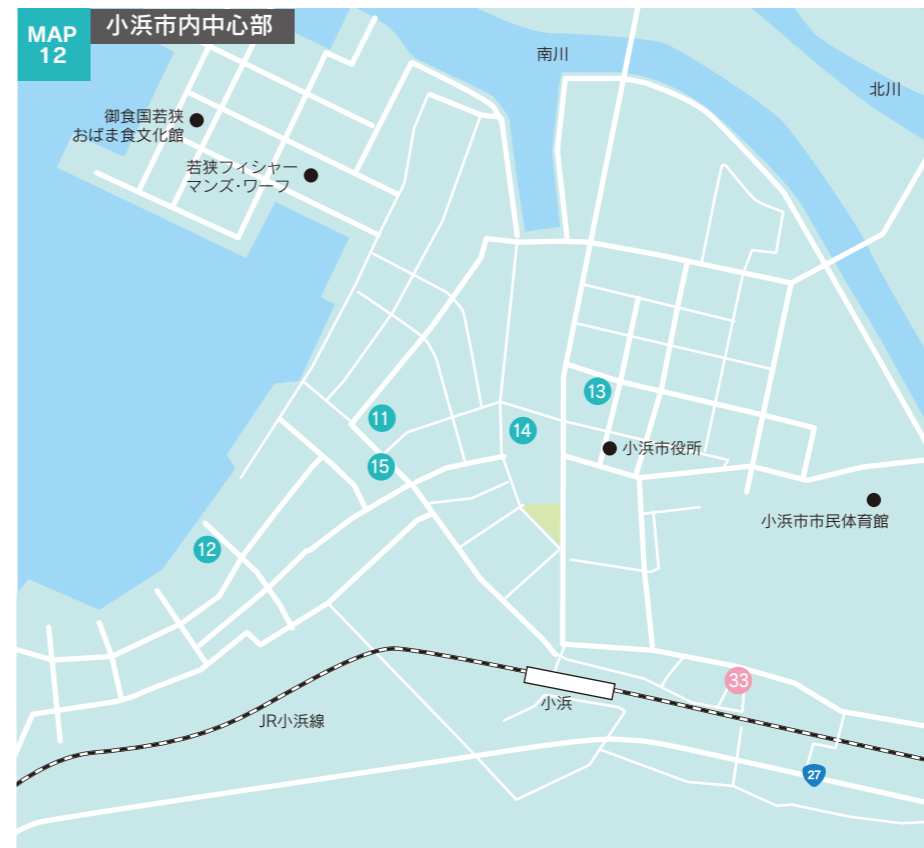 MAP
12
小浜市内中心部
南川
北川
御食国若狭
おばま食文化館
若狭フィシャー
マンズ・ワーフ
13
11
14
小浜市役所
15
小浜市市民体育館
12
33
小浜
JR小浜線
27